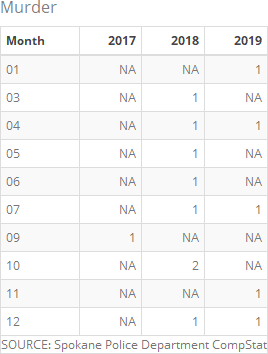 Murder
Month 2017 2018 2019
01 NA NA 1
03 NA 1 NA
04 NA 1 1
05 NA 1 NA
06 NA 1 NA
07 NA 1 1
09 1 NA NA
10 NA 2 NA
11 NA NA 1
12 NA 1 1
SOURCE: Spokane Police Department CompStat